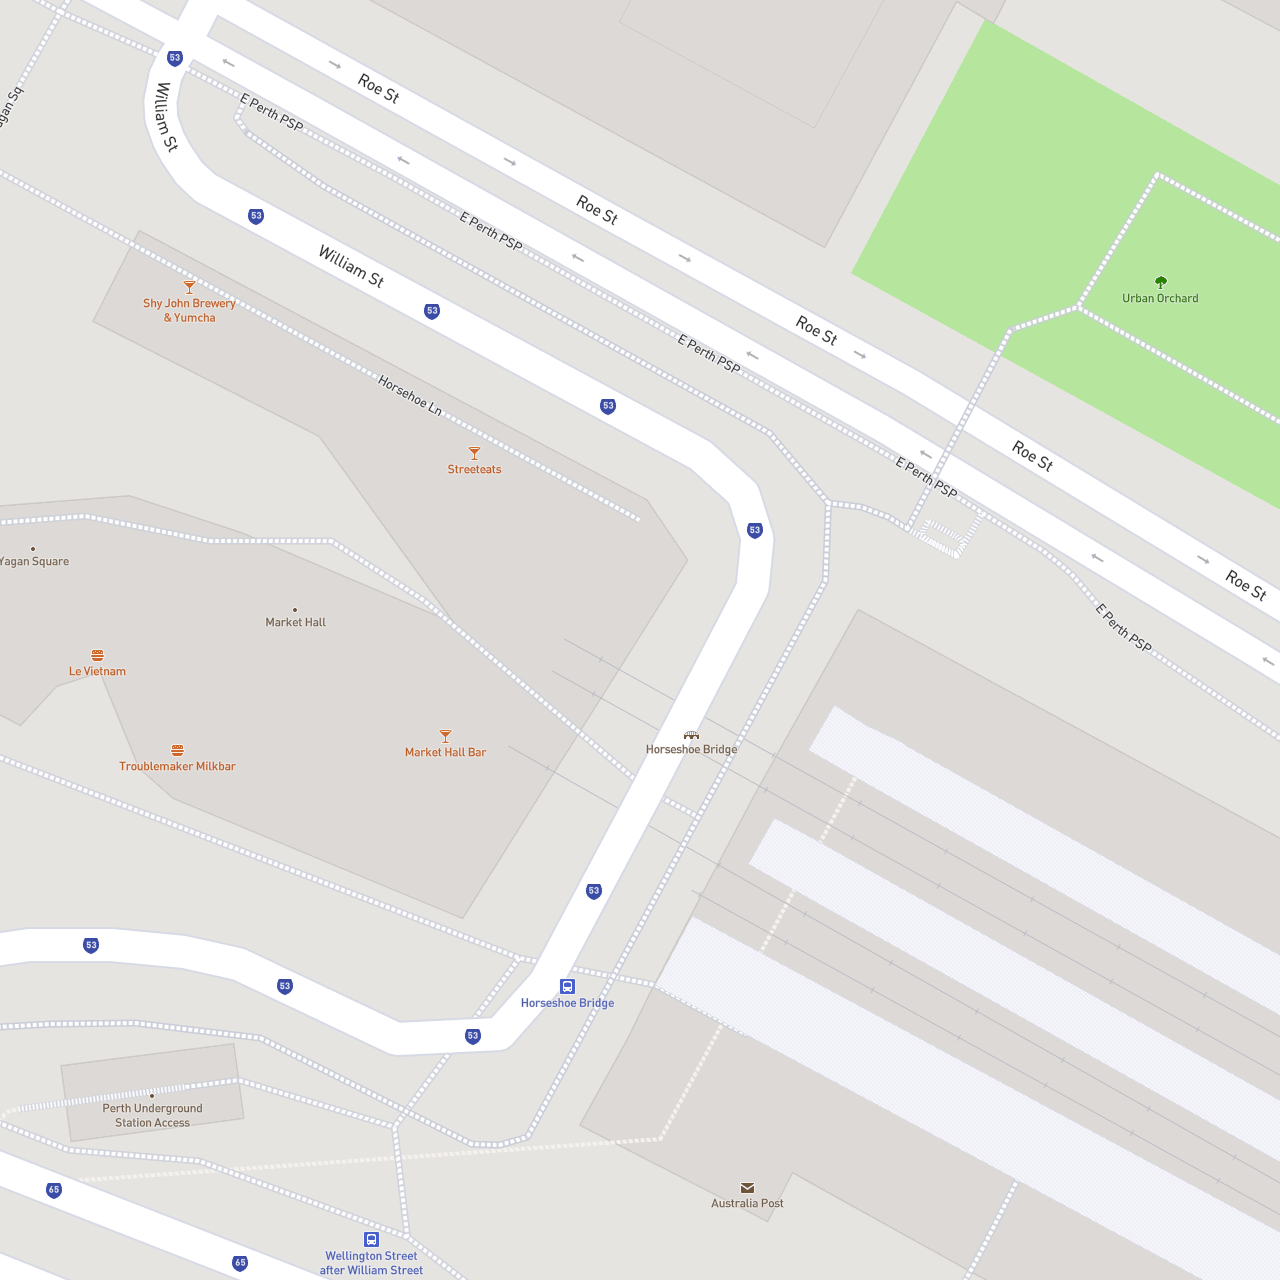 53
Roe St
William St
E Perth PSP
53
Roe St
E Perth PSP
William St
Urban Orchard
Shy John Brewery
& Yumcha
53
Roe St
E Perth PSP
Horsehoe Ln
53
Streeteats
Roe St
E Perth PSP
53
Yagan Square
Roe St
Market Hall
E Perth PSP
Le Vietnam
Market Hall Bar
Horseshoe Bridge
Troublemaker Milkbar
53
53
53
Horseshoe Bridge
53
Perth Underground
Station Access
65
Australia Post
Wellington Street
after William Street
65